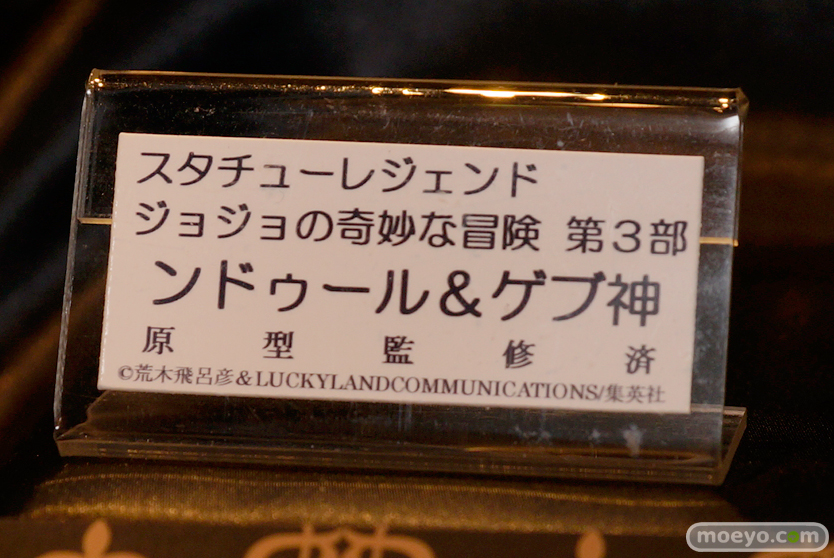 スタチューレジェンド
ジョジョの奇妙な冒険 第3部
ンドゥール&ゲブ神
原型監修済
©荒木飛呂彦&LUCKYLANDCOMMUNICATIONS/集英社
moeyo.com